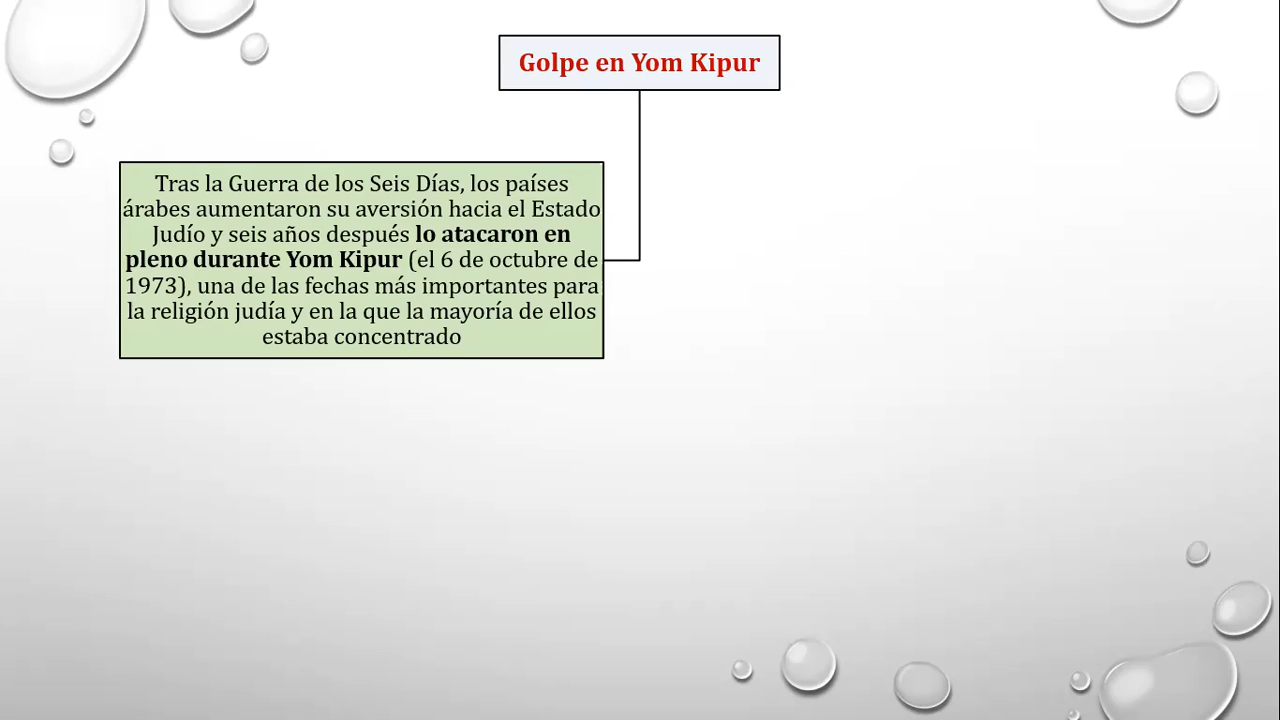 Golpe en Yom Kipur
Tras la Guerra de los Seis Días, los países
árabes aumentaron su aversión hacia el Estado
Judío y seis años después lo atacaron en
pleno durante Yom Kipur (el 6 de octubre de
1973), una de las fechas más importantes para
la religión judía y en la que la mayoría de ellos
estaba concentrado